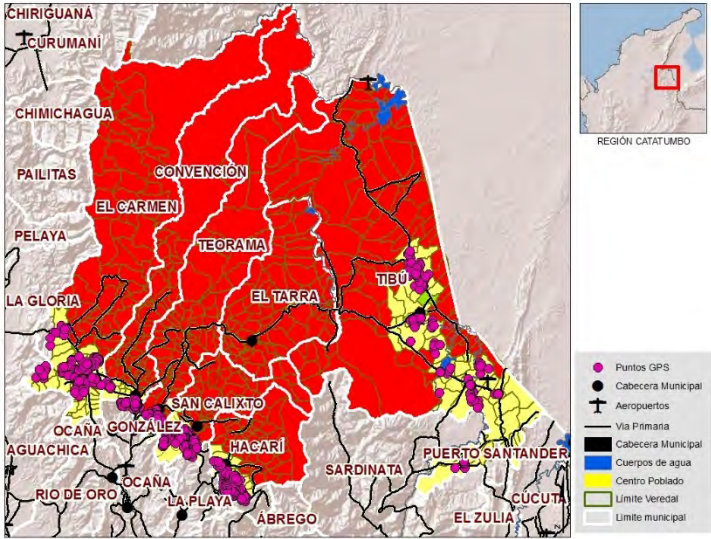 CHIRIGUANÁ
CURUMANÍ
CHIMICHAGUA
PAILITAS
PELAYA
LA GLORIA
CONVENCIÓN
EL CARMEN
TEORAMA
EL TARRA
TIBÚ
SAN CALIXTO
OCAÑA
GONZÁLEZ
HACARÍ
AGUACHICA
RIO DE ORO
OCAÑA
LA PLAYA
ÁBREGO
SARDINATA
PUERTO SANTANDER
CÚCUTA
EL ZULIA
REGIÓN CATATUMBO
Puntos GPS
Cabecera Municipal
Aeropuertos
Via Primaria
Cabecera Municipal
Cuerpos de agua
Centro Poblado
Límite Veredal
Limite municipal